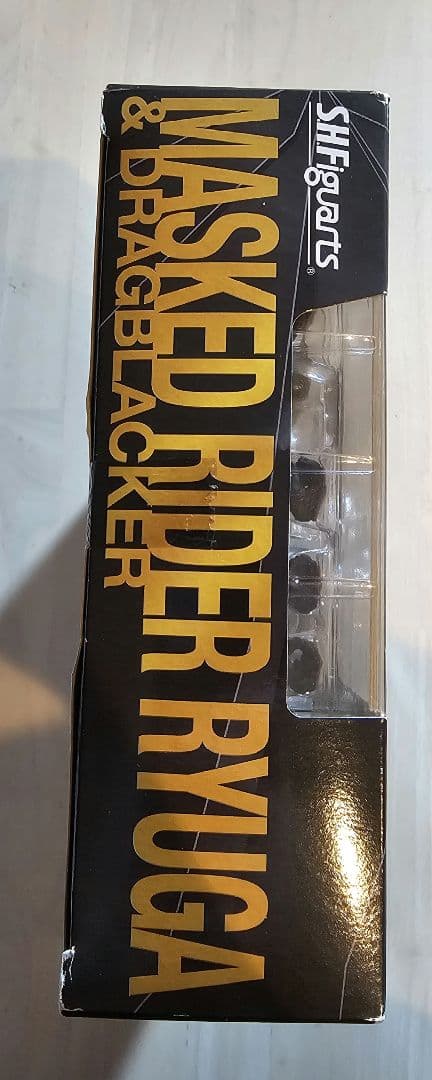 S.H.Figuarts®
MASKED RIDER RYUGA
& DRAGBLACKER